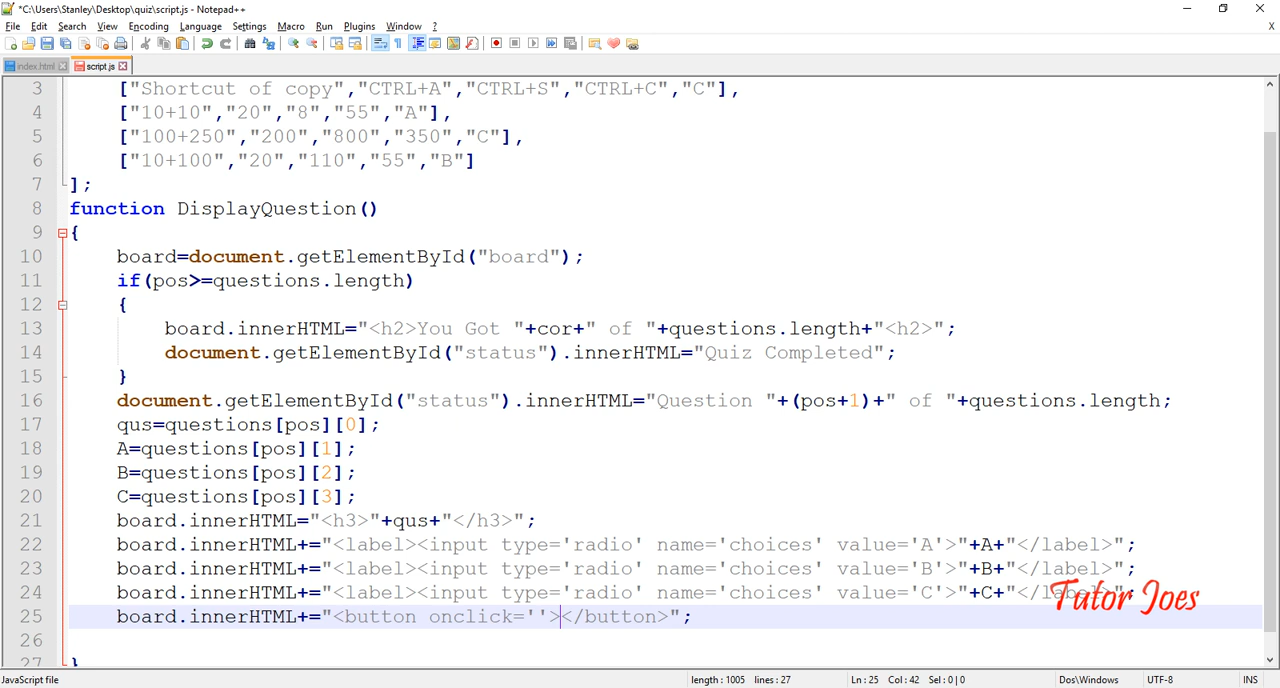 *C:\Users\Stanley\Desktop\quiz\script.js - Notepad++
File Edit Search View Encoding Language Settings Macro Run Plugins Window ?
X
index.html script.js
3 ["Shortcut of copy","CTRL+A","CTRL+S","CTRL+C","C"],
4 ["10+10","20","8","55","A"],
5 ["100+250","200","800","350","C"],
6 ["10+100","20","110","55","B"]
7 ];
8 function DisplayQuestion()
9 {
10 board=document.getElementById("board");
11 if(pos>=questions.length)
12 {
13 board.innerHTML="<h2>You Got "+cor+" of "+questions.length+"<h2>";
14 document.getElementById("status").innerHTML="Quiz Completed";
15 }
16 document.getElementById("status").innerHTML="Question "+(pos+1)+" of "+questions.length;
17 qus=questions[pos][0];
18 A=questions[pos][1];
19 B=questions[pos][2];
20 C=questions[pos][3];
21 board.innerHTML="<h3>"+qus+"</h3>";
22 board.innerHTML+="<label><input type='radio' name='choices' value='A'>"+A+"</label>";
23 board.innerHTML+="<label><input type='radio' name='choices' value='B'>"+B+"</label>";
24 board.innerHTML+="<label><input type='radio' name='choices' value='C'>"+C+"</label>";
Tutor Joes
25 board.innerHTML+="<button onclick=''></button>";
26
27 }
JavaScript file length : 1005 lines : 27 Ln : 25 Col : 42 Sel : 0 | 0 Dos\Windows UTF-8 INS